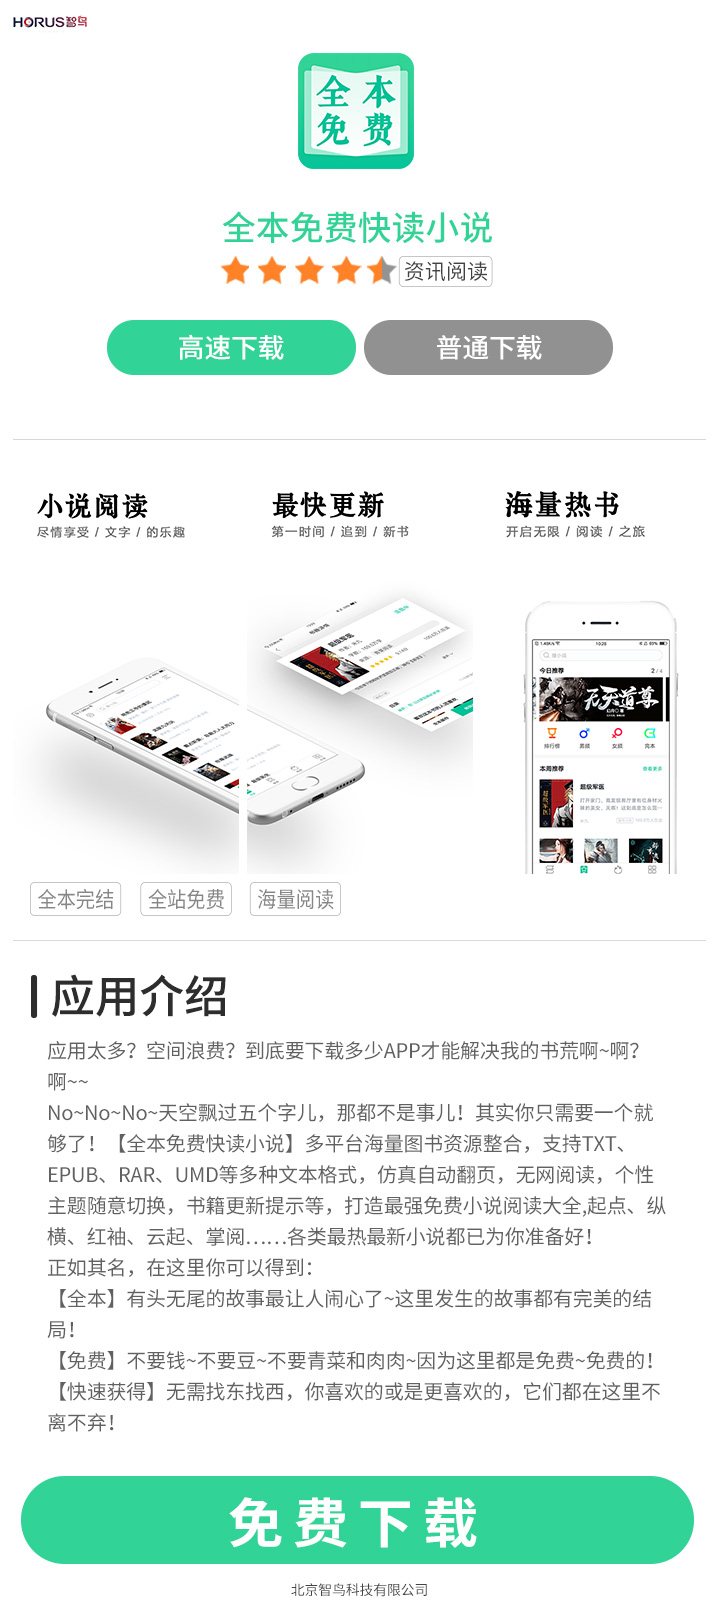 HORUS智鸟
全本
免费
全本免费快读小说
资讯阅读
高速下载
普通下载
小说阅读
尽情享受 / 文字 / 的乐趣
最快更新
第一时间 / 追到 / 新书
海量热书
开启无限 / 阅读 / 之旅
超级军医
10:25
今日推荐
2 / 4
无天道尊
排行榜
男频
女频
完本
本周推荐
查看更多
超级军医
全本完结
全站免费
海量阅读
应用介绍
应用太多？空间浪费？到底要下载多少APP才能解决我的书荒啊~啊？
啊~~
No~No~No~天空飘过五个字儿，那都不是事儿！其实你只需要一个就
够了！【全本免费快读小说】多平台海量图书资源整合，支持TXT、
EPUB、RAR、UMD等多种文本格式，仿真自动翻页，无网阅读，个性
主题随意切换，书籍更新提示等，打造最强免费小说阅读大全,起点、纵
横、红袖、云起、掌阅……各类最热最新小说都已为你准备好！
正如其名，在这里你可以得到：
【全本】有头无尾的故事最让人闹心了~这里发生的故事都有完美的结
局！
【免费】不要钱~不要豆~不要青菜和肉肉~因为这里都是免费~免费的！
【快速获得】无需找东找西，你喜欢的或是更喜欢的，它们都在这里不
离不弃！
免费下载
北京智鸟科技有限公司